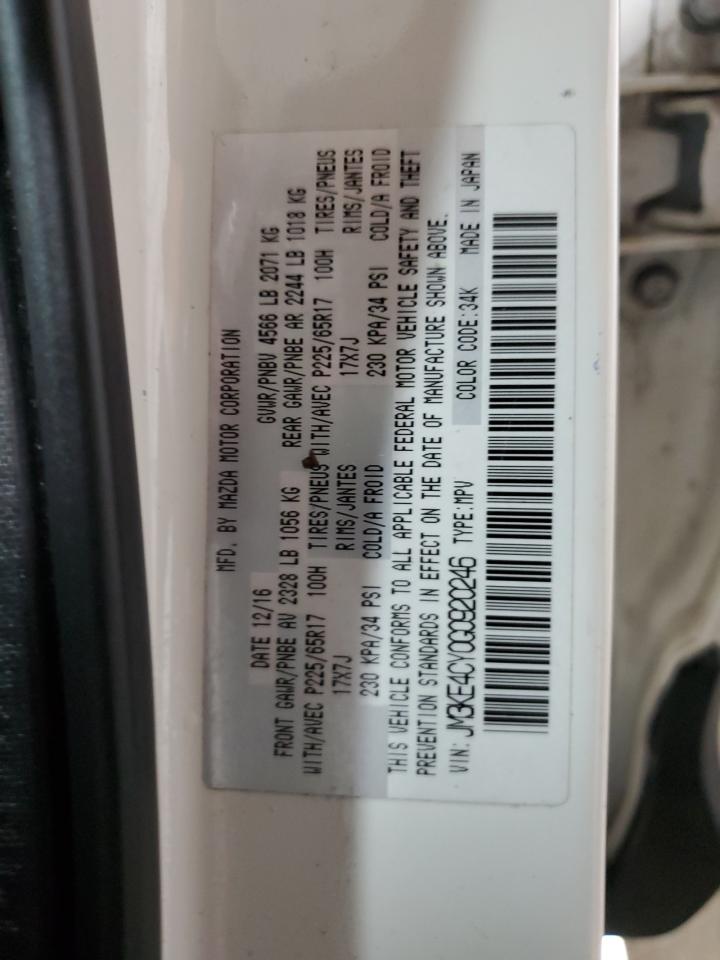 MFD. BY MAZDA MOTOR CORPORATION
DATE 12/16 GVWR/PNBV 4566 LB 2071 KG
FRONT GAWR/PNBE AV 2328 LB 1056 KG REAR GAWR/PNBE AR 2244 LB 1018 KG
WITH/AVEC P225/65R17 100H TIRES/PNEUS WITH/AVEC P225/65R17 100H TIRES/PNEUS
17X7J RIMS/JANTES 17X7J RIMS/JANTES
230 KPA/34 PSI COLD/A FROID 230 KPA/34 PSI COLD/A FROID
THIS VEHICLE CONFORMS TO ALL APPLICABLE FEDERAL MOTOR VEHICLE SAFETY AND THEFT
PREVENTION STANDARDS IN EFFECT ON THE DATE OF MANUFACTURE SHOWN ABOVE.
VIN: JM3KE4CY0G0920246 TYPE:MPV COLOR CODE:34K MADE IN JAPAN